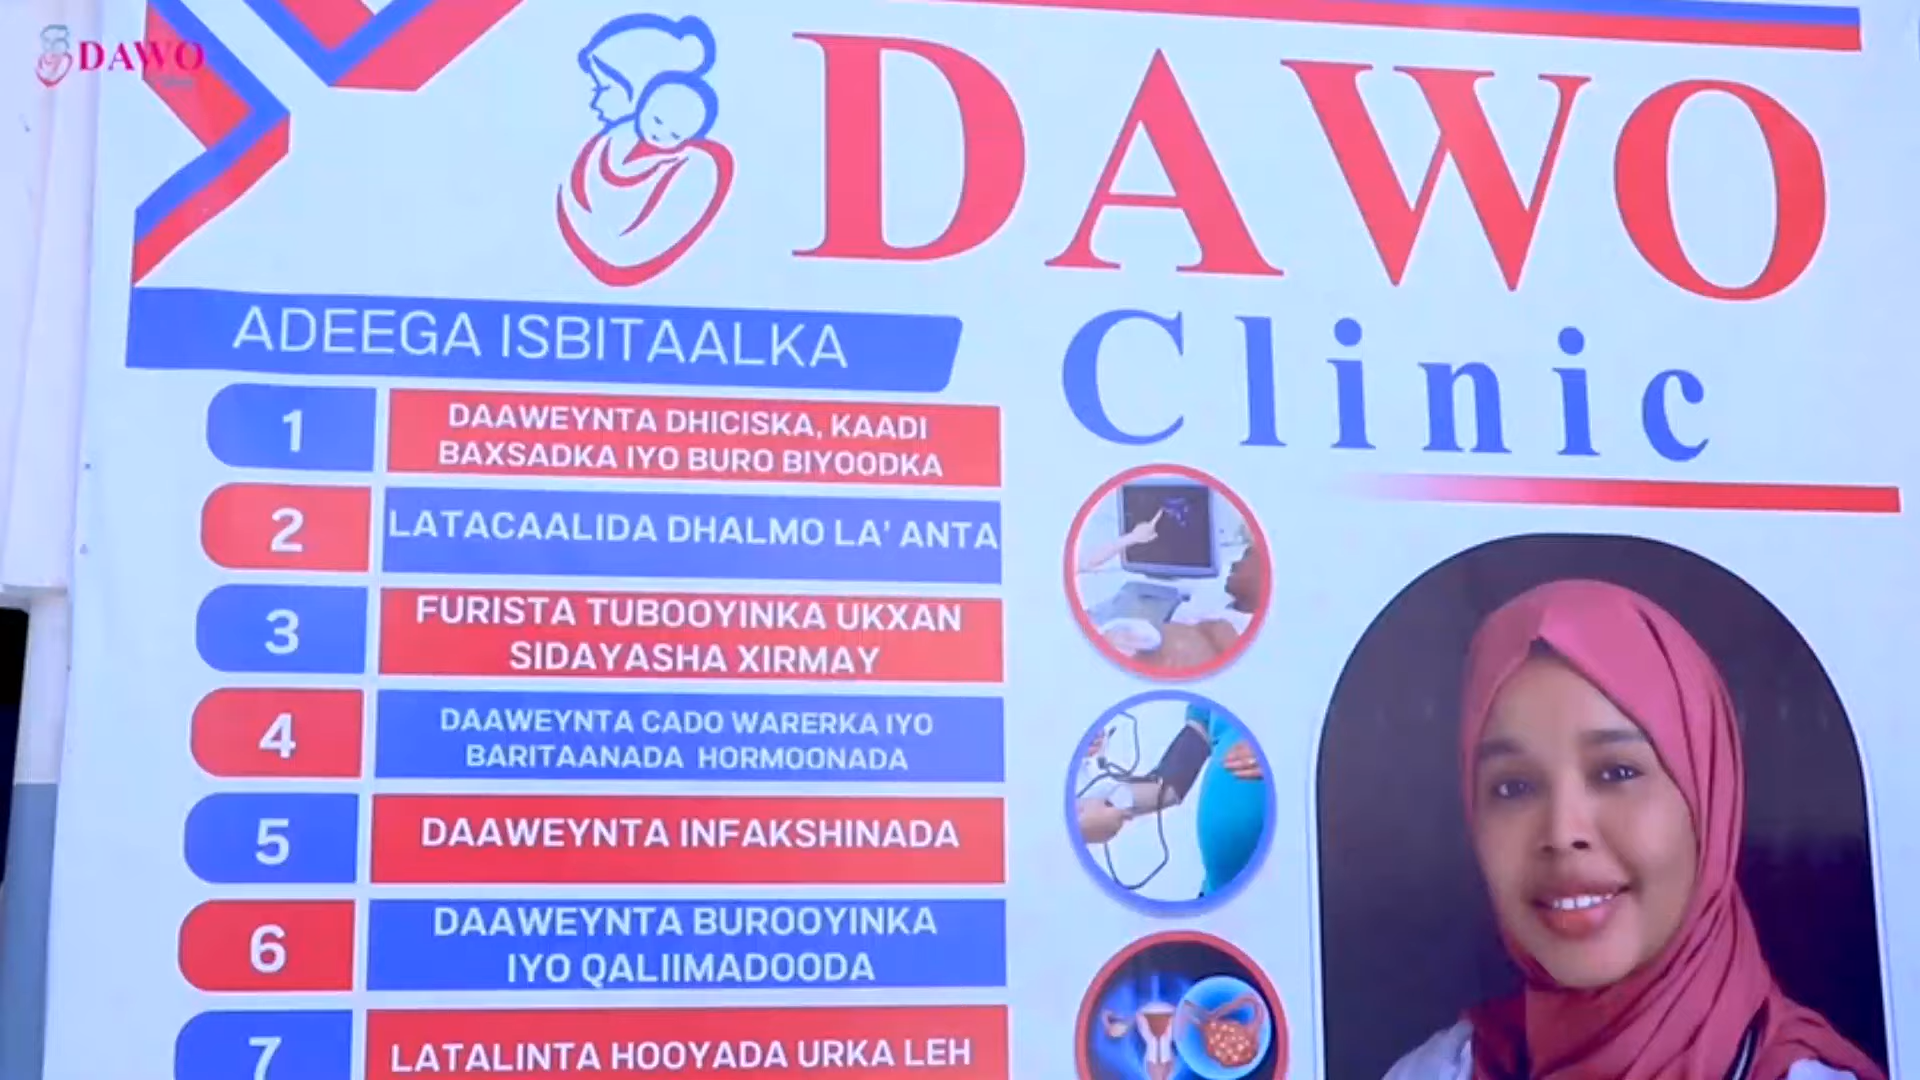 DAWO
DAWO
Clinic
ADEEGA ISBITAALKA
1
DAAWEYNTA DHICISKA, KAADI
BAXSADKA IYO BURO BIYOODKA
2
LATACAALIDA DHALMO LA' ANTA
3
FURISTA TUBOOYINKA UKXAN
SIDAYASHA XIRMAY
4
DAAWEYNTA CADO WARERKA IYO
BARITAANADA HORMOONADA
5
DAAWEYNTA INFAKSHINADA
6
DAAWEYNTA BUROOYINKA
IYO QALIIMADOODA
7
LATALINTA HOOYADA URKA LEH